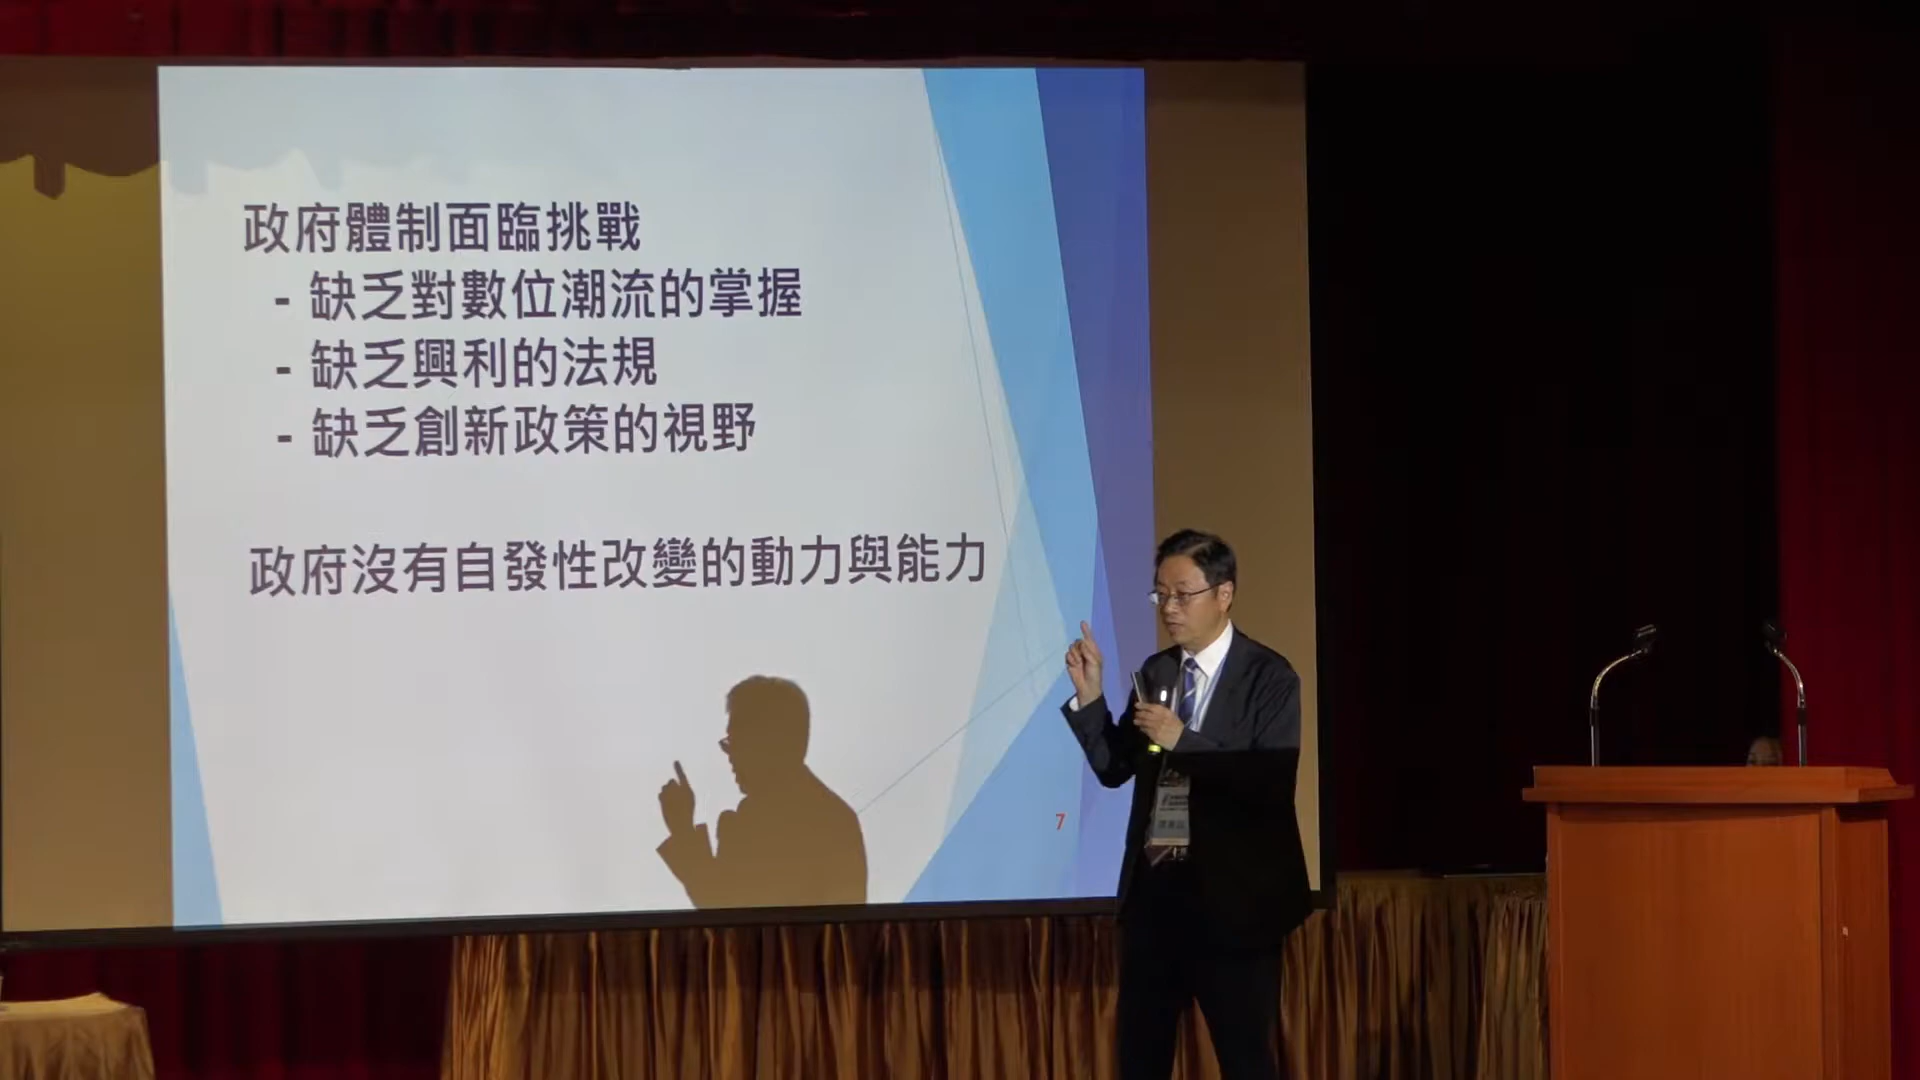 政府體制面臨挑戰
- 缺乏對數位潮流的掌握
- 缺乏興利的法規
- 缺乏創新政策的視野
政府沒有自發性改變的動力與能力
7